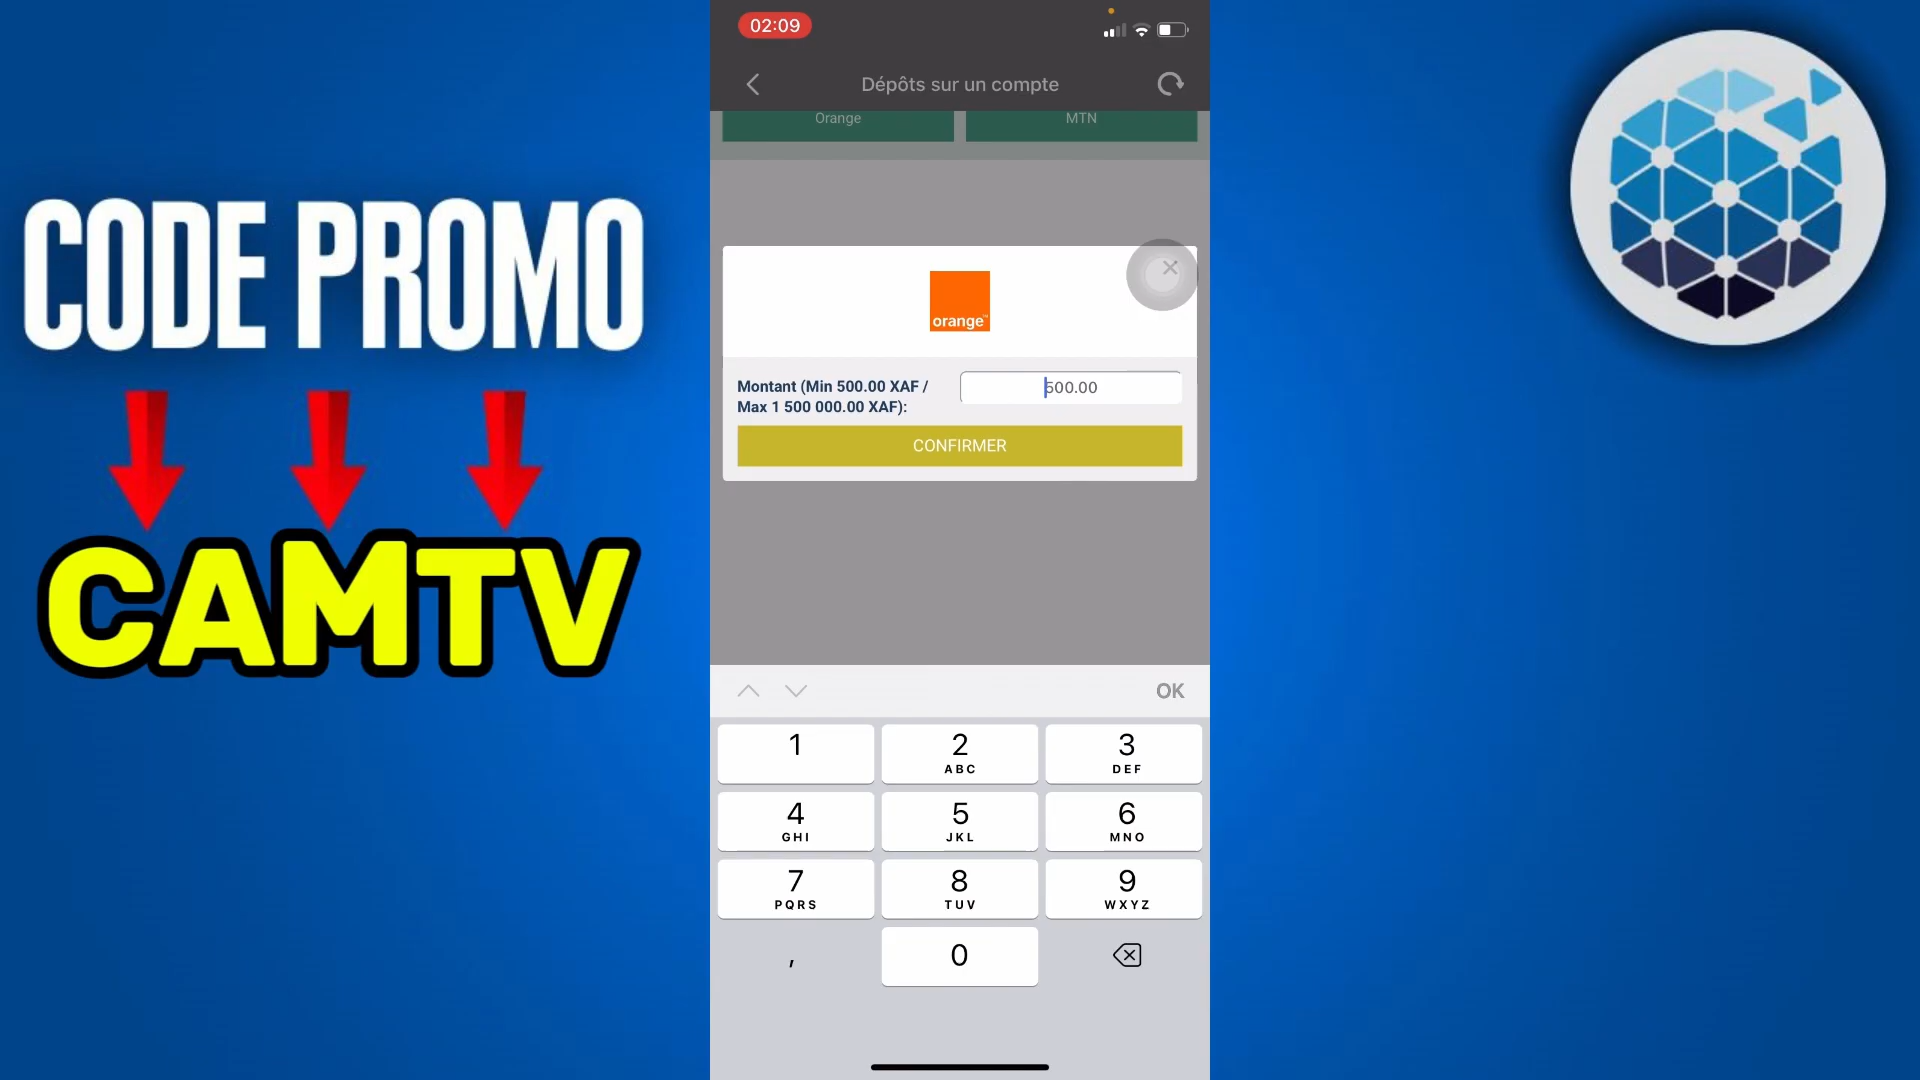 CODE PROMO
CAMTV
02:09
Dépôts sur un compte
Orange
MTN
orange™
Montant (Min 500.00 XAF /
Max 1 500 000.00 XAF):
500.00
CONFIRMER
OK
1
2
ABC
3
DEF
4
GHI
5
JKL
6
MNO
7
PQRS
8
TUV
9
WXYZ
,
0